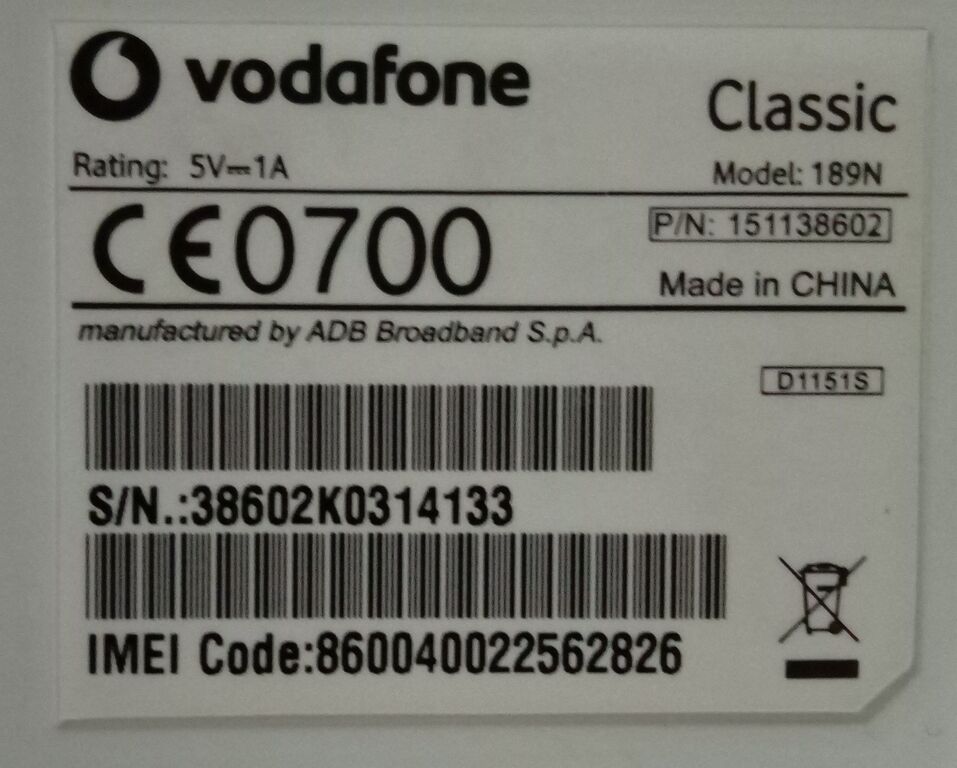 vodafone
Classic
Rating: 5V⎓1A
Model: 189N
CE0700
P/N: 151138602
Made in CHINA
manufactured by ADB Broadband S.p.A.
D1151S
S/N.:38602K0314133
IMEI Code:860040022562826